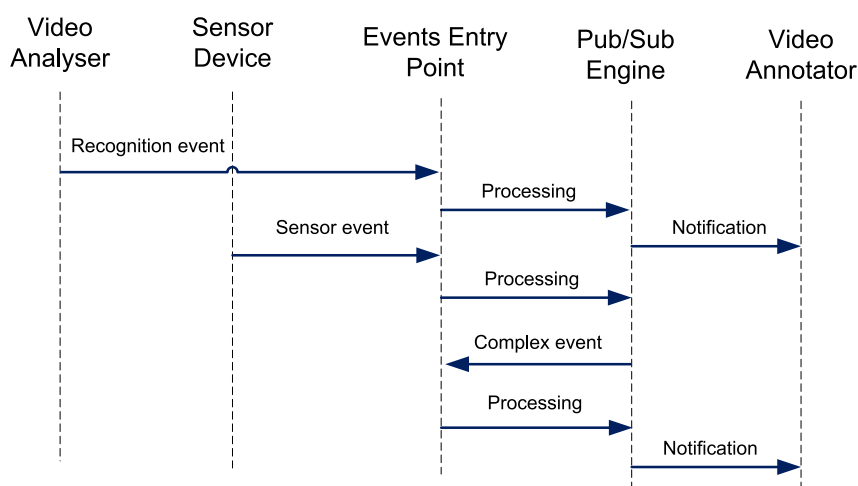 Video
Analyser
Sensor
Device
Events Entry
Point
Pub/Sub
Engine
Video
Annotator
Recognition event
Processing
Sensor event
Notification
Processing
Complex event
Processing
Notification